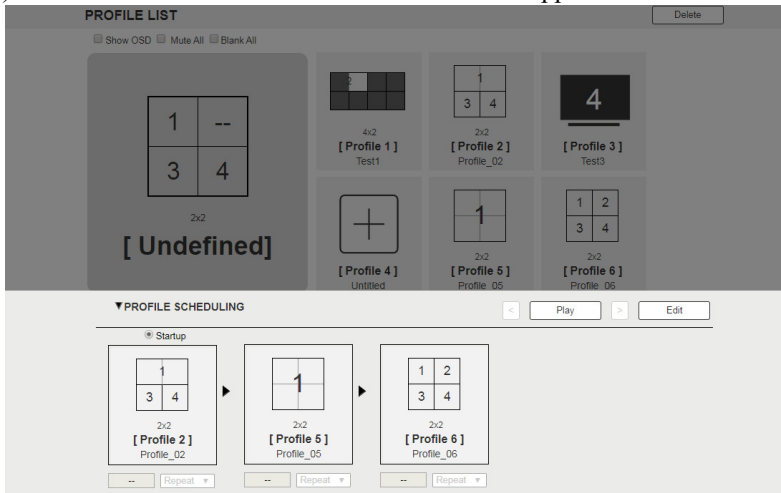 PROFILE LIST
Delete
Show OSD Mute All Blank All
1 --
3 4
2x2
[ Undefined]
2
4x2
[ Profile 1 ]
Test1
1
3 4
2x2
[ Profile 2 ]
Profile_02
4
[ Profile 3 ]
Test3
[ Profile 4 ]
Untitled
1
2x2
[ Profile 5 ]
Profile_05
1 2
3 4
2x2
[ Profile 6 ]
Profile_06
▼PROFILE SCHEDULING
< Play > Edit
Startup
1
3 4
2x2
[ Profile 2 ]
Profile_02
-- Repeat ▼
1
2x2
[ Profile 5 ]
Profile_05
-- Repeat ▼
1 2
3 4
2x2
[ Profile 6 ]
Profile_06
-- Repeat ▼